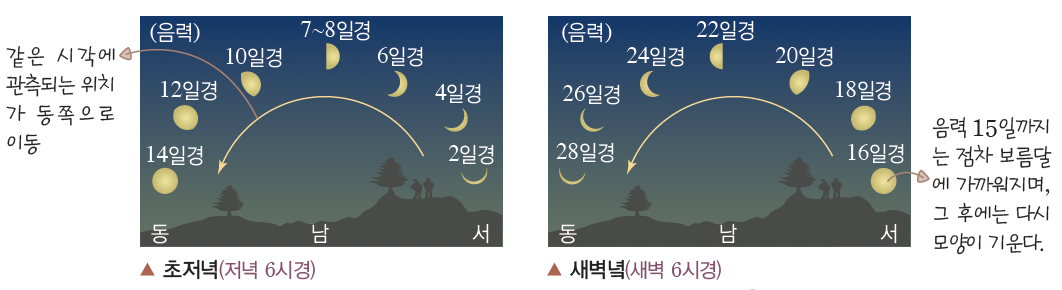 같은 시각에
관측되는 위치
가 동쪽으로
이동
(음력)
7~8일경
10일경
6일경
12일경
4일경
14일경
2일경
동 남 서
▲ 초저녁(저녁 6시경)
(음력)
22일경
24일경
20일경
26일경
18일경
28일경
16일경
동 남 서
▲ 새벽녘(새벽 6시경)
음력 15일까지
는 점차 보름달
에 가까워지며,
그 후에는 다시
모양이 기운다.